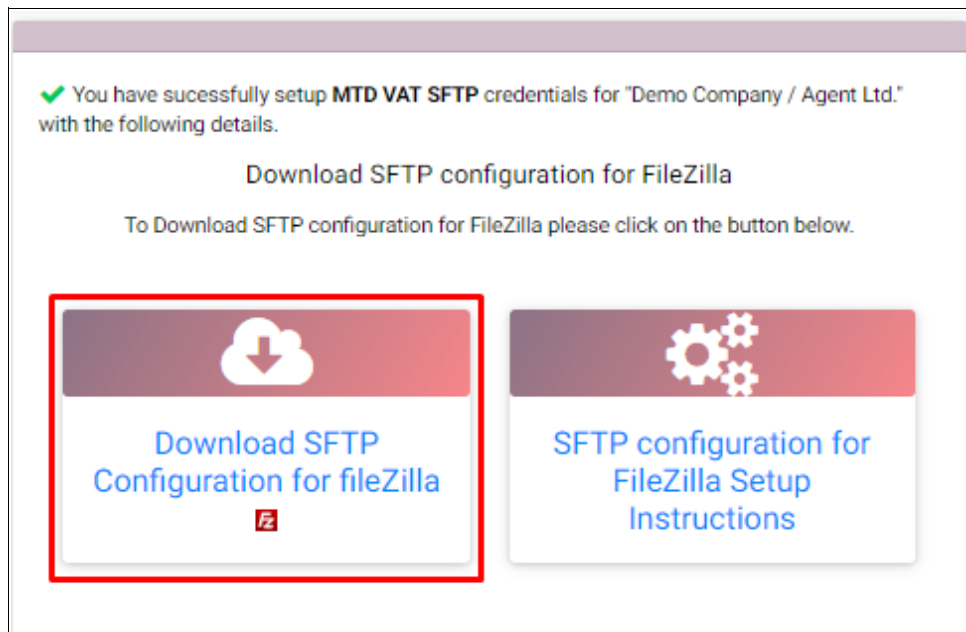 You have sucessfully setup MTD VAT SFTP credentials for "Demo Company / Agent Ltd."
with the following details.
Download SFTP configuration for FileZilla
To Download SFTP configuration for FileZilla please click on the button below.
Download SFTP
Configuration for fileZilla
Fz
SFTP configuration for
FileZilla Setup
Instructions